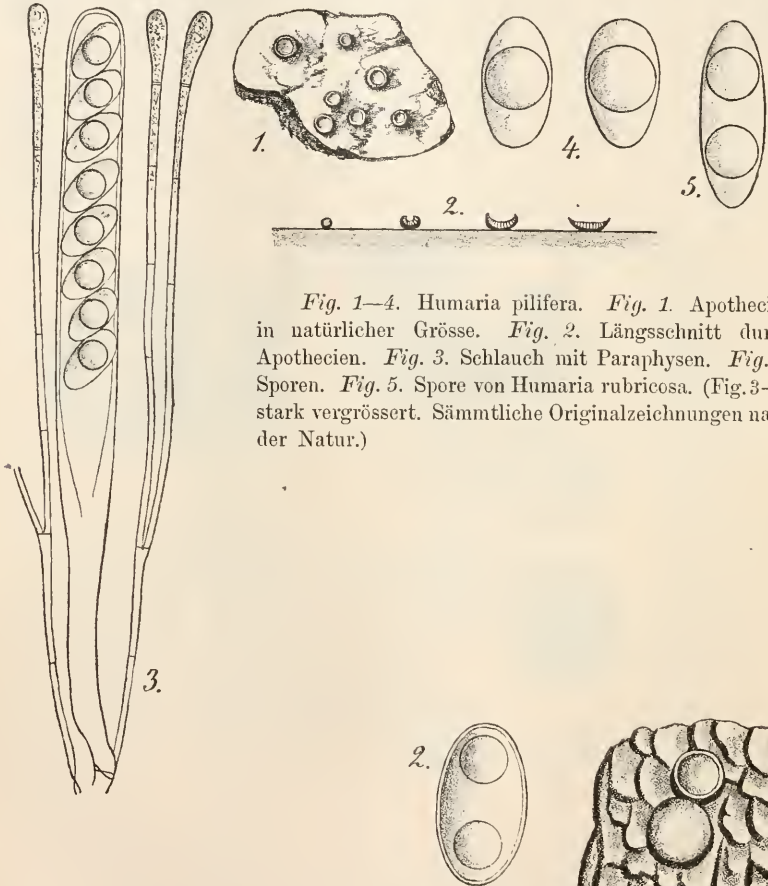 1.
4.
5.
2.
Fig. 1—4. Humaria pilifera. Fig. 1. Apotheci
in natürlicher Grösse. Fig. 2. Längsschnitt dur
Apothecien. Fig. 3. Schlauch mit Paraphysen. Fig.
Sporen. Fig. 5. Spore von Humaria rubricosa. (Fig. 3-
stark vergrössert. Sämmtliche Originalzeichnungen na
der Natur.)
3.
2.